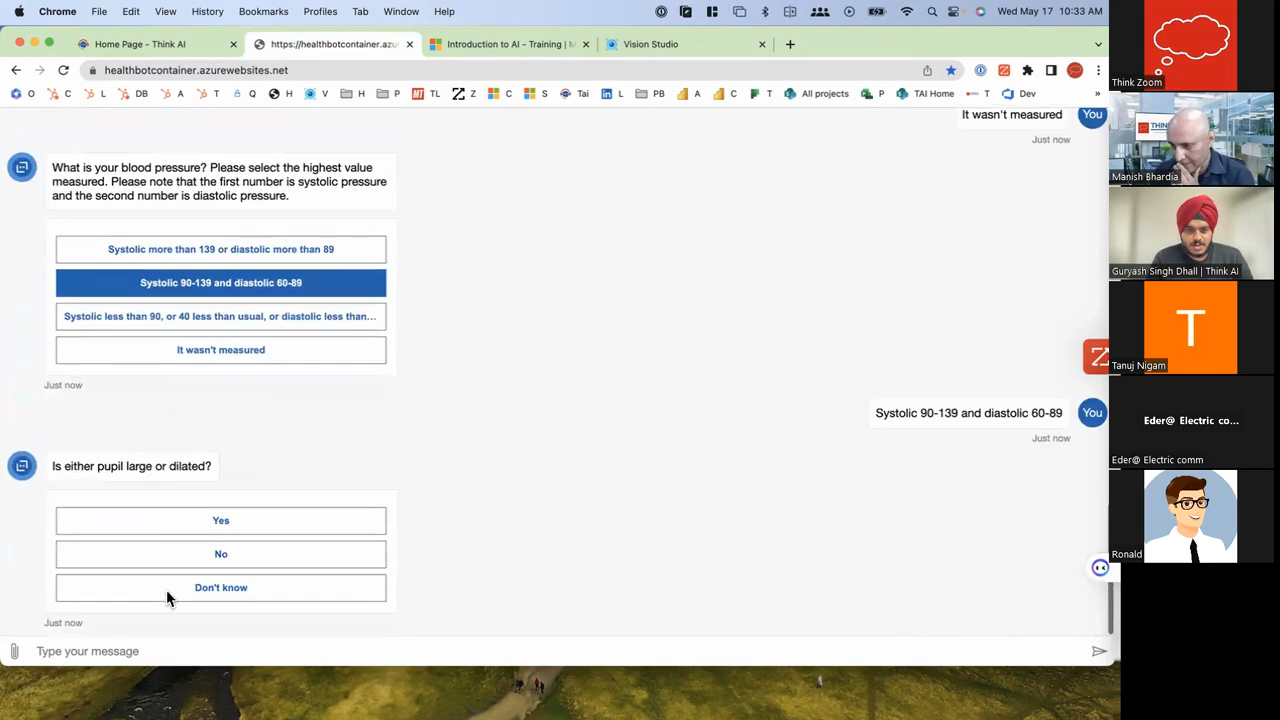 Chrome File Edit View History Bookmarks Profiles Tab Window Help Wed May 17 10:33 AM
Home Page - Think AI
https://healthbotcontainer.azu
Introduction to AI - Training | M
Vision Studio
healthbotcontainer.azurewebsites.net
O C L DB A T Q H V H P TL Z C S Tai L PB A C T All projects P TAI Home T Dev »
It wasn't measured
You
Just now
What is your blood pressure? Please select the highest value
measured. Please note that the first number is systolic pressure
and the second number is diastolic pressure.
Systolic more than 139 or diastolic more than 89
Systolic 90-139 and diastolic 60-89
Systolic less than 90, or 40 less than usual, or diastolic less than...
It wasn't measured
Just now
Systolic 90-139 and diastolic 60-89
You
Just now
Is either pupil large or dilated?
Yes
No
Don't know
Just now
Type your message
Think Zoom
THINK
Manish Bhardia
Guryash Singh Dhall | Think AI
T
Tanuj Nigam
Eder@ Electric co...
Eder@ Electric comm
Ronald